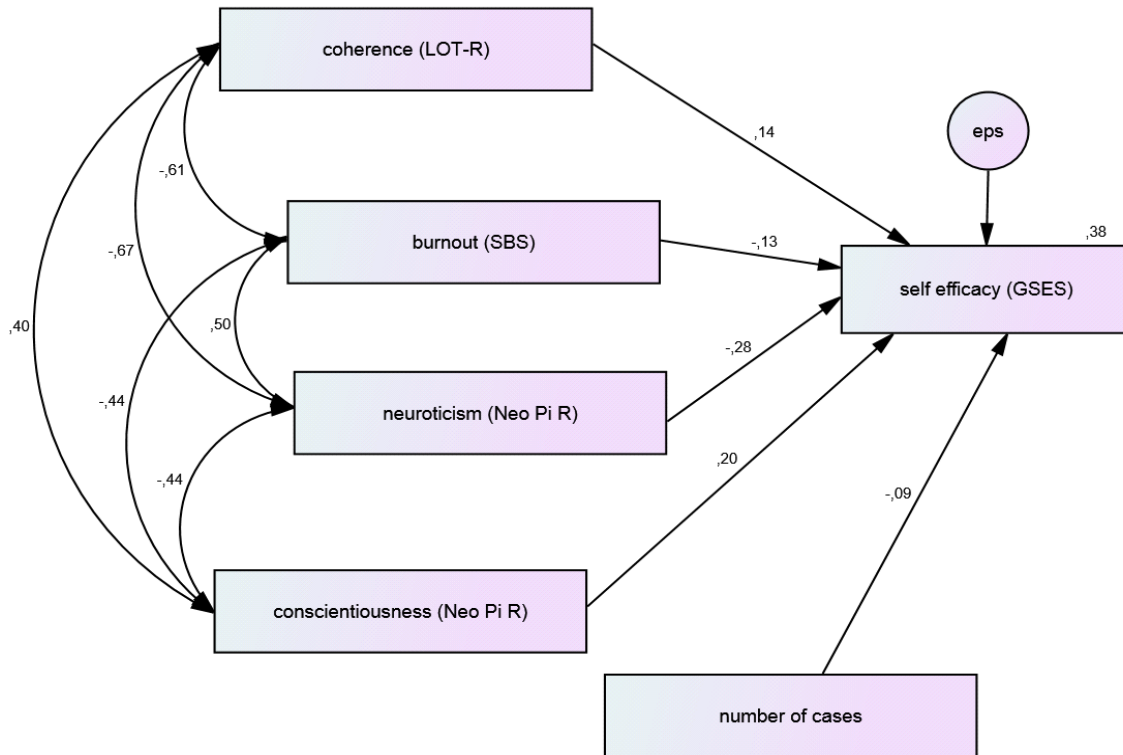 coherence (LOT-R)
,14
eps
-,61
burnout (SBS)
-,13
,38
-,67
self efficacy (GSES)
,40
,50
-,28
-,44
neuroticism (Neo Pi R)
-,44
,20
-,09
conscientiousness (Neo Pi R)
number of cases